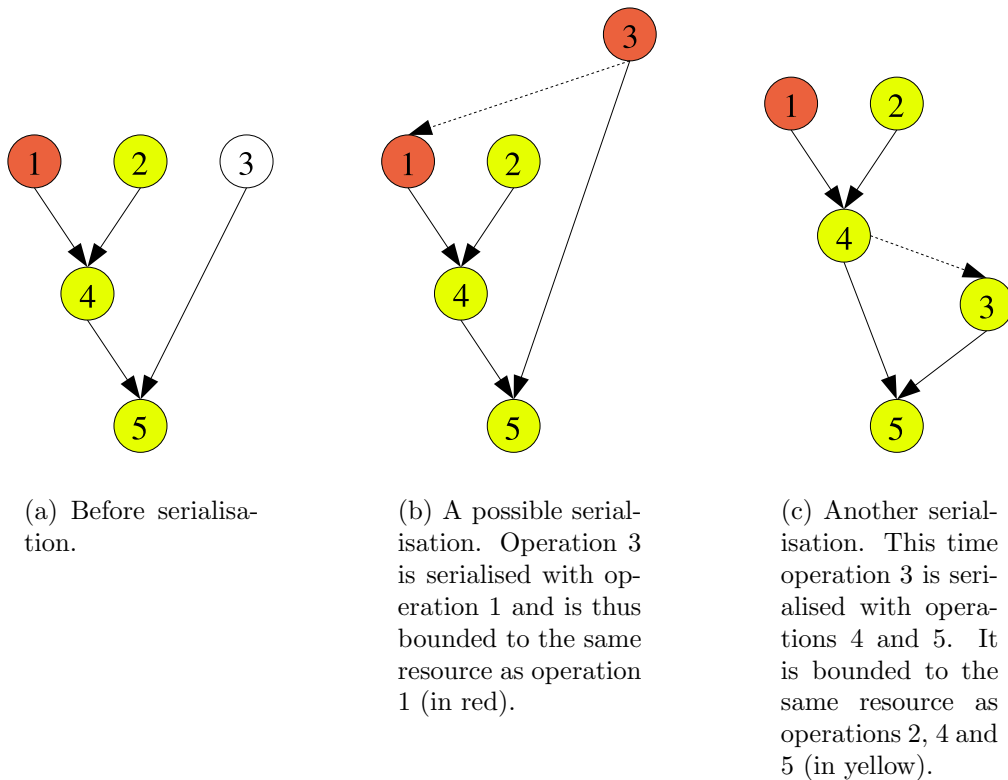 1
2
3
4
5
(a) Before serialisa-
tion.
3
1
2
4
5
(b) A possible serial-
isation. Operation 3
is serialised with op-
eration 1 and is thus
bounded to the same
resource as operation
1 (in red).
1
2
4
3
5
(c) Another serial-
isation. This time
operation 3 is seri-
alised with opera-
tions 4 and 5. It
is bounded to the
same resource as
operations 2, 4 and
5 (in yellow).